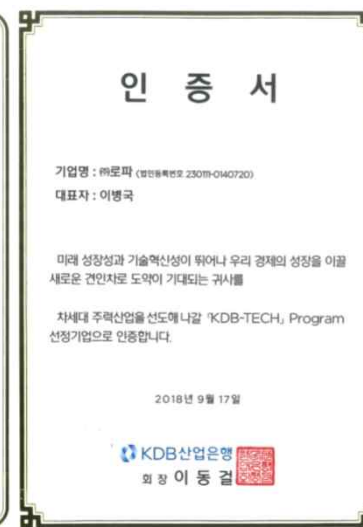 인 증 서
기업명 : ㈜로파 (법인등록번호 230111-0140720)
대표자 : 이병국
미래 성장성과 기술혁신성이 뛰어나 우리 경제의 성장을 이끌
새로운 견인차로 도약이 기대되는 귀사를
차세대 주력산업을 선도해 나갈 「KDB-TECH」 Program
선정기업으로 인증합니다.
2018년 9월 17일
KDB산업은행
회 장 이 동 걸